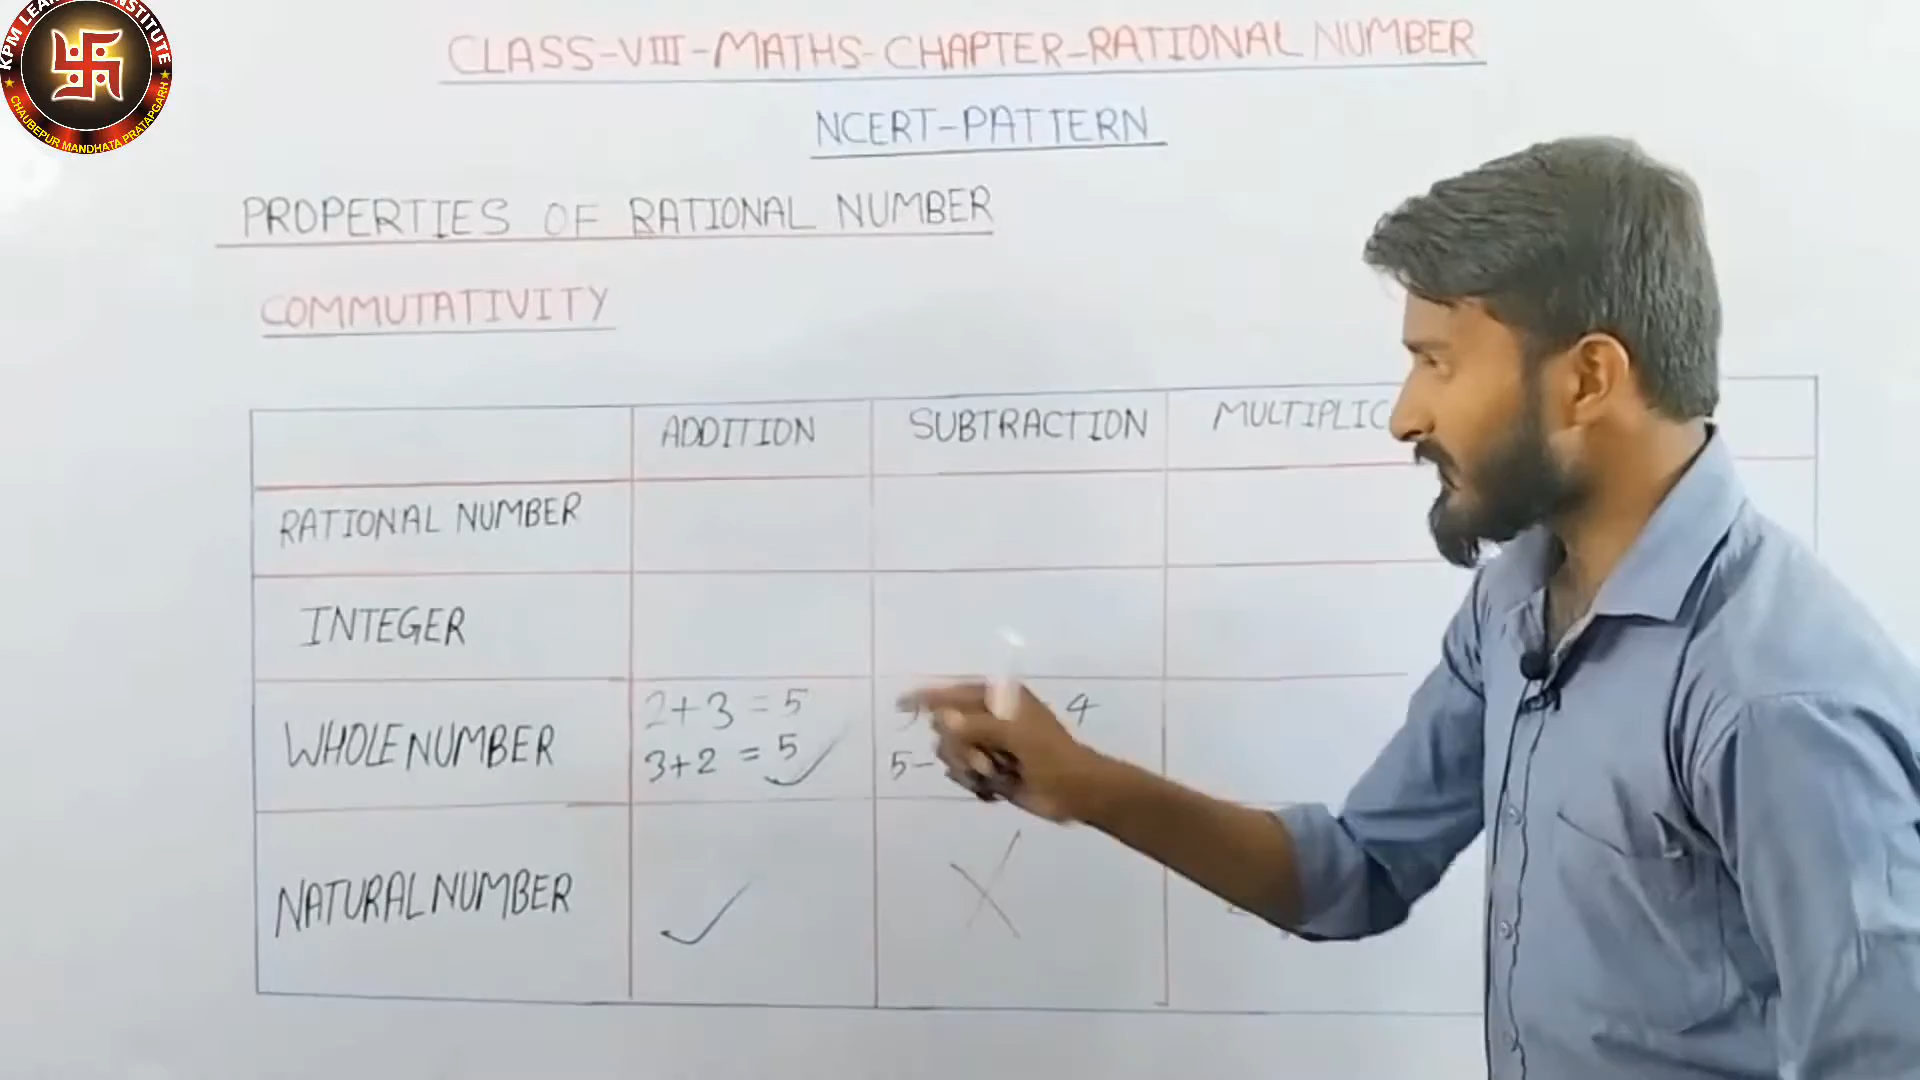 KPM LEA INSTITUTE
CHAUBEPUR MANDHATA PRATAPGARH
CLASS-VIII-MATHS-CHAPTER-RATIONAL NUMBER
NCERT-PATTERN
PROPERTIES OF RATIONAL NUMBER
COMMUTATIVITY
ADDITION SUBTRACTION MULTIPLIC
RATIONAL NUMBER
INTEGER
WHOLE NUMBER
2+3 = 5
3+2 = 5
4
5-
NATURAL NUMBER